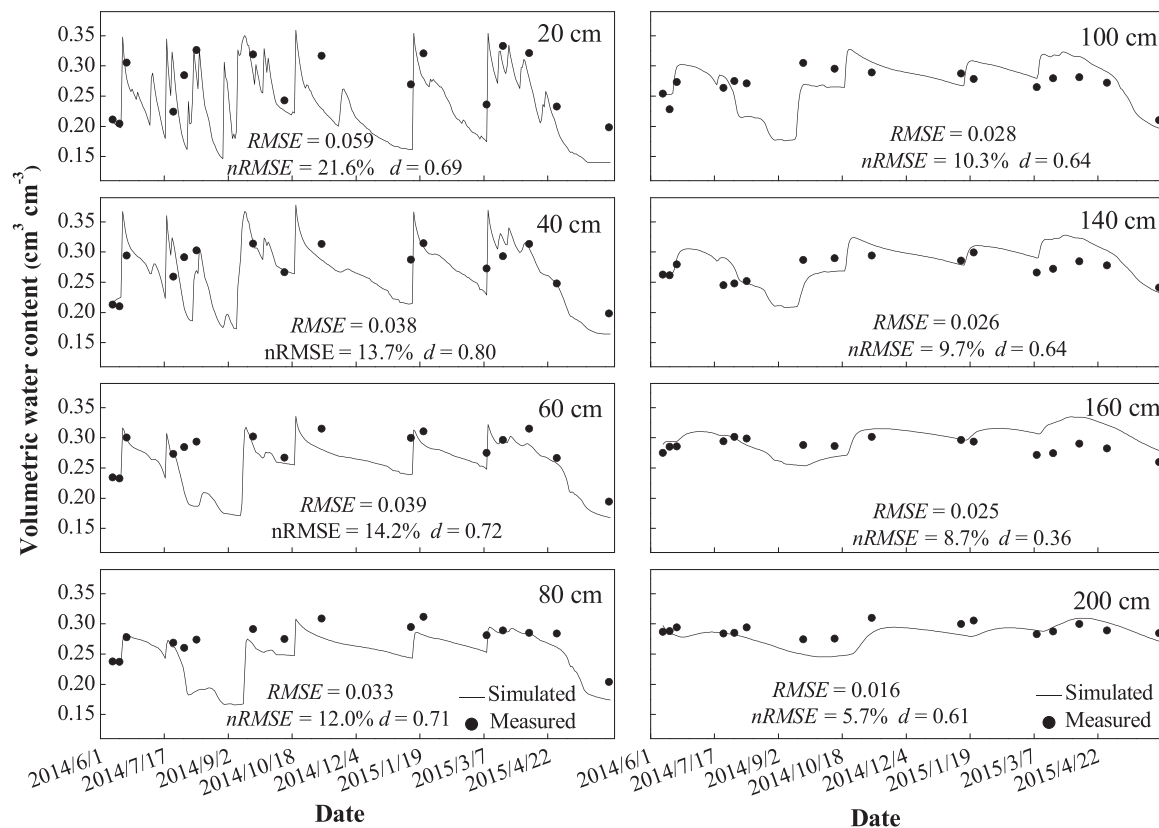 Volumetric water content (cm³ cm⁻³)
0.35
0.30
0.25
0.20
0.15
20 cm
RMSE = 0.059
nRMSE = 21.6% d = 0.69
0.35
0.30
0.25
0.20
0.15
40 cm
RMSE = 0.038
nRMSE = 13.7% d = 0.80
0.35
0.30
0.25
0.20
0.15
60 cm
RMSE = 0.039
nRMSE = 14.2% d = 0.72
0.35
0.30
0.25
0.20
0.15
80 cm
RMSE = 0.033
nRMSE = 12.0% d = 0.71
Simulated
Measured
2014/6/1
2014/7/17
2014/9/2
2014/10/18
2014/12/4
2015/1/19
2015/3/7
2015/4/22
Date
100 cm
RMSE = 0.028
nRMSE = 10.3% d = 0.64
140 cm
RMSE = 0.026
nRMSE = 9.7% d = 0.64
160 cm
RMSE = 0.025
nRMSE = 8.7% d = 0.36
200 cm
RMSE = 0.016
nRMSE = 5.7% d = 0.61
Simulated
Measured
2014/6/1
2014/7/17
2014/9/2
2014/10/18
2014/12/4
2015/1/19
2015/3/7
2015/4/22
Date